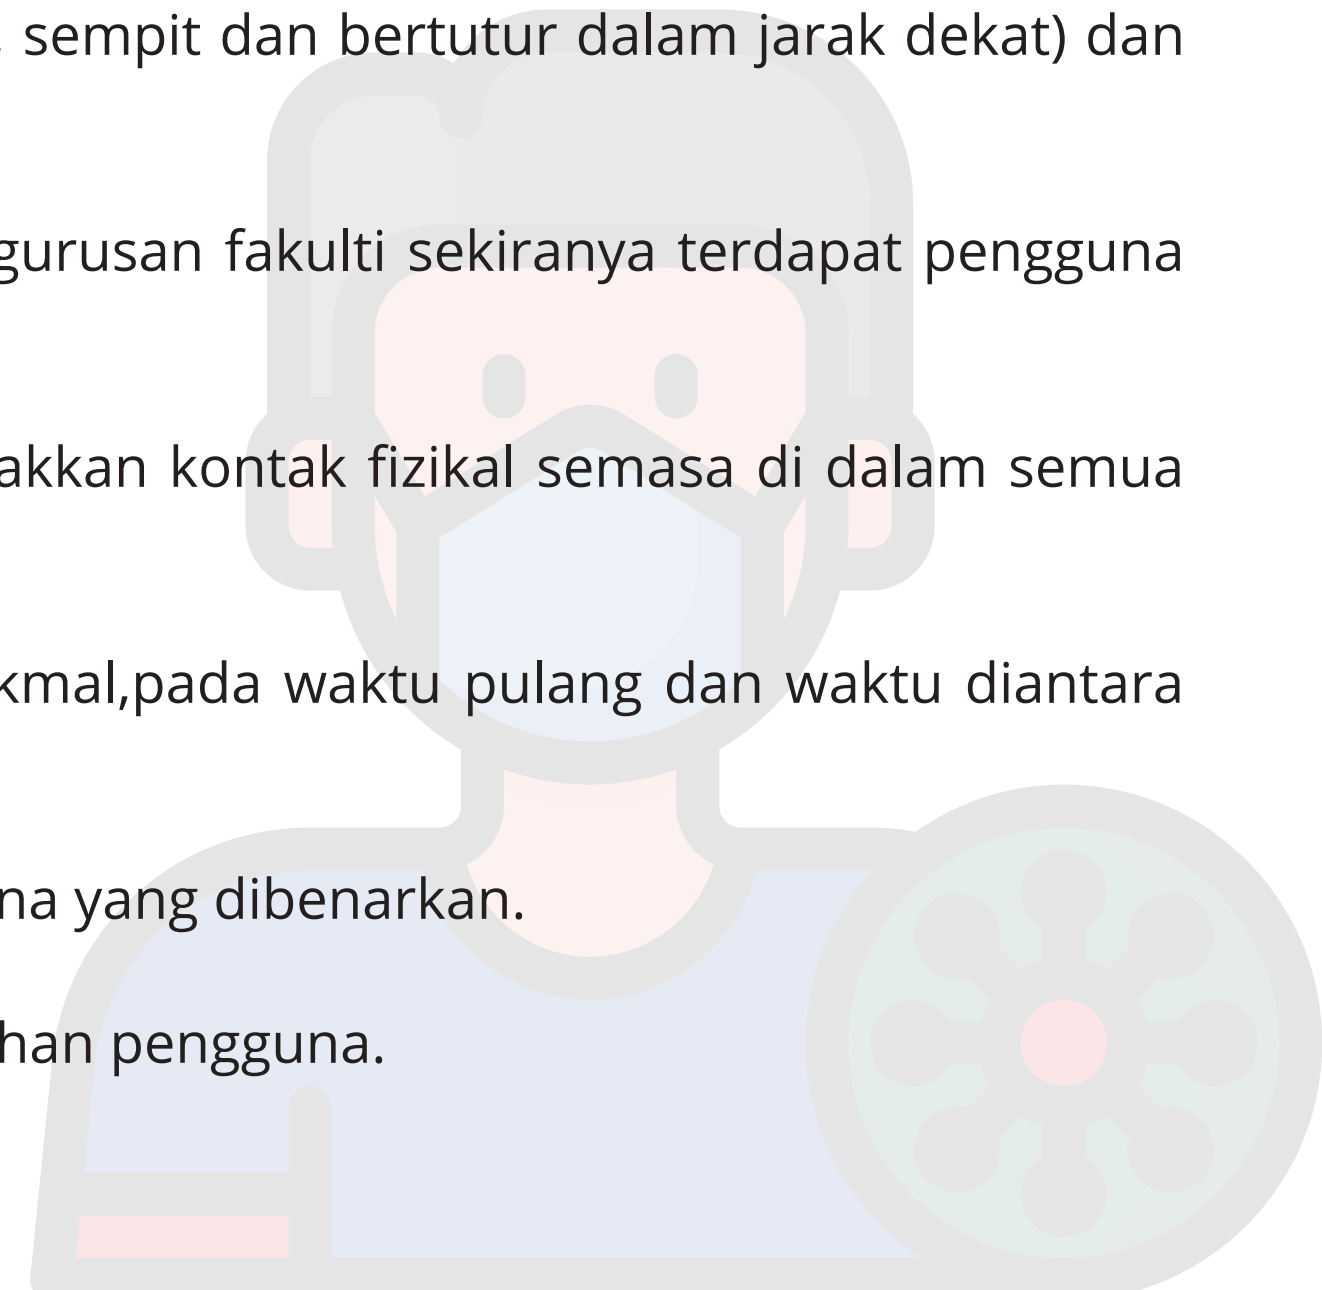 sempit dan bertutur dalam jarak dekat) dan
gurusan fakulti sekiranya terdapat pengguna
akkan kontak fizikal semasa di dalam semua
kmal,pada waktu pulang dan waktu diantara
na yang dibenarkan.
han pengguna.